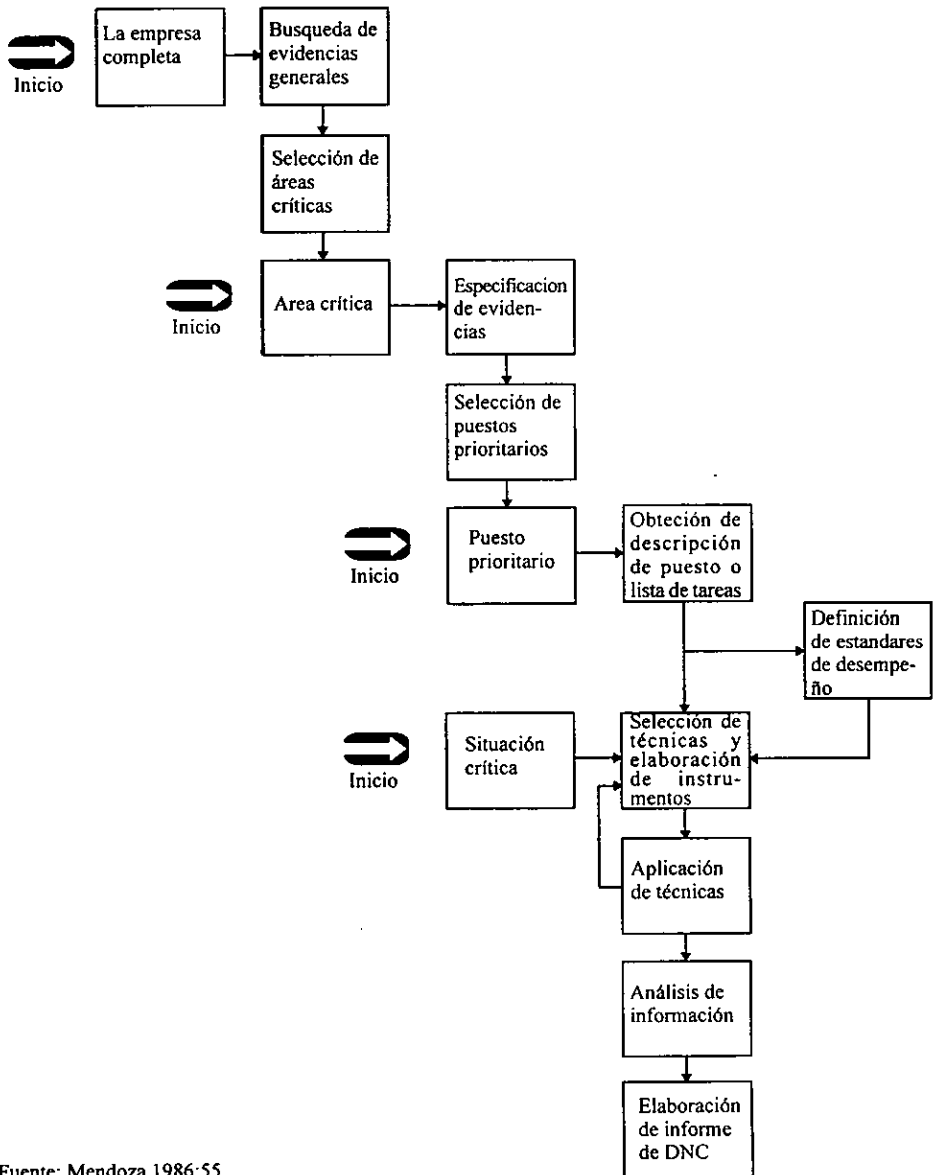 La empresa
completa
Inicio
Busqueda de
evidencias
generales
Selección de
áreas
críticas
Inicio
Area crítica
Especificacion
de eviden-
cias
Selección de
puestos
prioritarios
Inicio
Puesto
prioritario
Obteción de
descripción
de puesto o
lista de tareas
Definición
de estandares
de desempe-
ño
Inicio
Situación
crítica
Selección de
técnicas y
elaboración
de instru-
mentos
Aplicación
de técnicas
Análisis de
información
Elaboración
de informe
de DNC
Fuente: Mendoza 1986:55